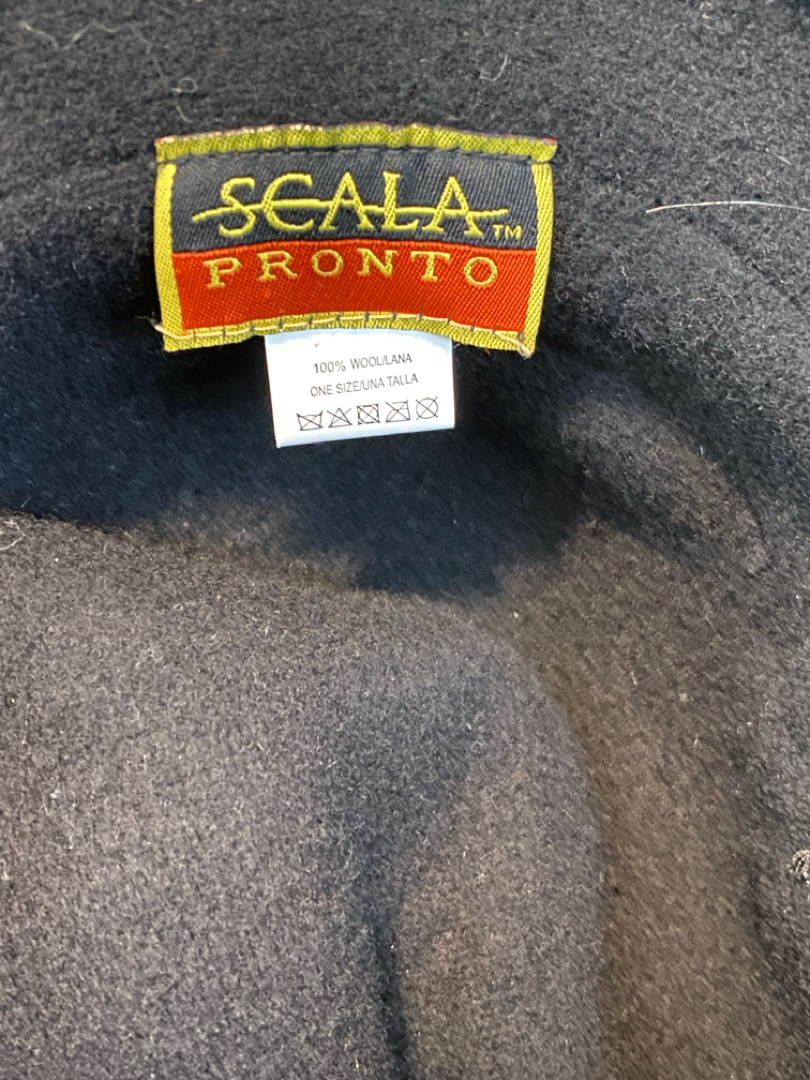 SCALA™
PRONTO
100% WOOL/LANA
ONE SIZE/UNA TALLA